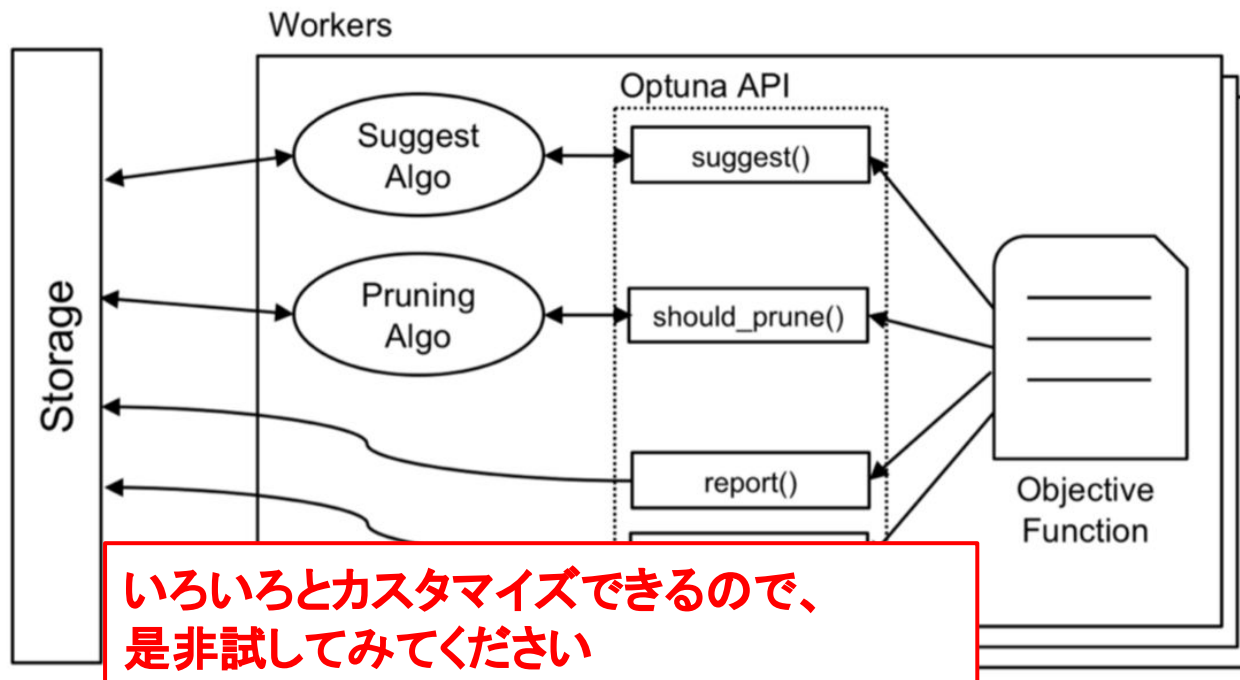 Workers
Optuna API
Suggest
Algo
suggest()
Pruning
Algo
should_prune()
Storage
report()
Objective
Function
いろいろとカスタマイズできるので、
是非試してみてください